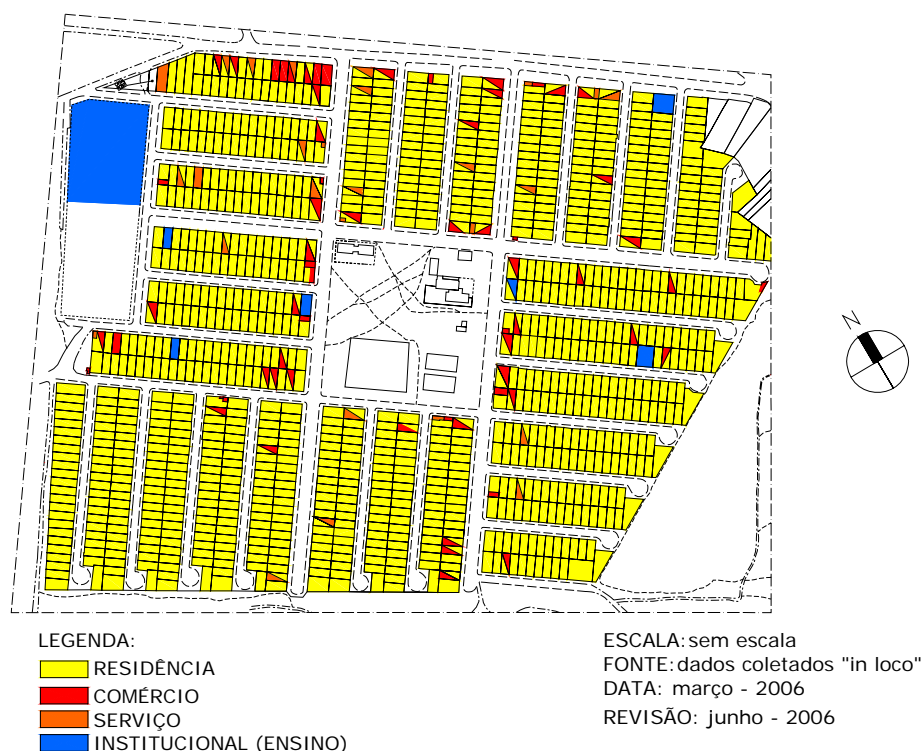 N
LEGENDA:
RESIDÊNCIA
COMÉRCIO
SERVIÇO
INSTITUCIONAL (ENSINO)
ESCALA: sem escala
FONTE: dados coletados "in loco"
DATA: março - 2006
REVISÃO: junho - 2006